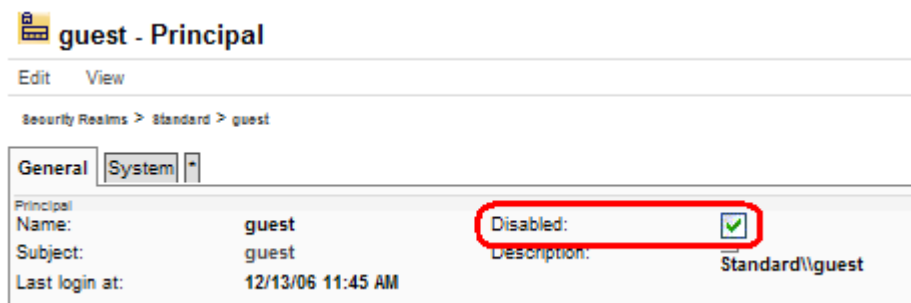 guest - Principal
Edit View
Security Realms > Standard > guest
General System *
Principal
Name: guest Disabled:
Subject: guest Description: Standard\\guest
Last login at: 12/13/06 11:45 AM